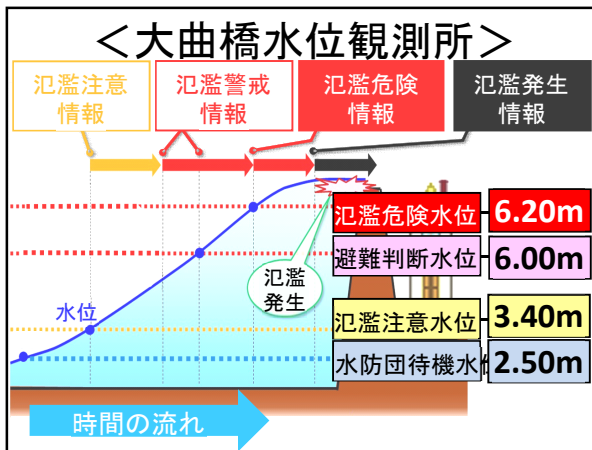 ＜大曲橋水位観測所＞
氾濫注意
情報
氾濫警戒
情報
氾濫危険
情報
氾濫発生
情報
氾濫危険水位
6.20m
避難判断水位
6.00m
氾濫
発生
水位
氾濫注意水位
3.40m
水防団待機水
2.50m
時間の流れ